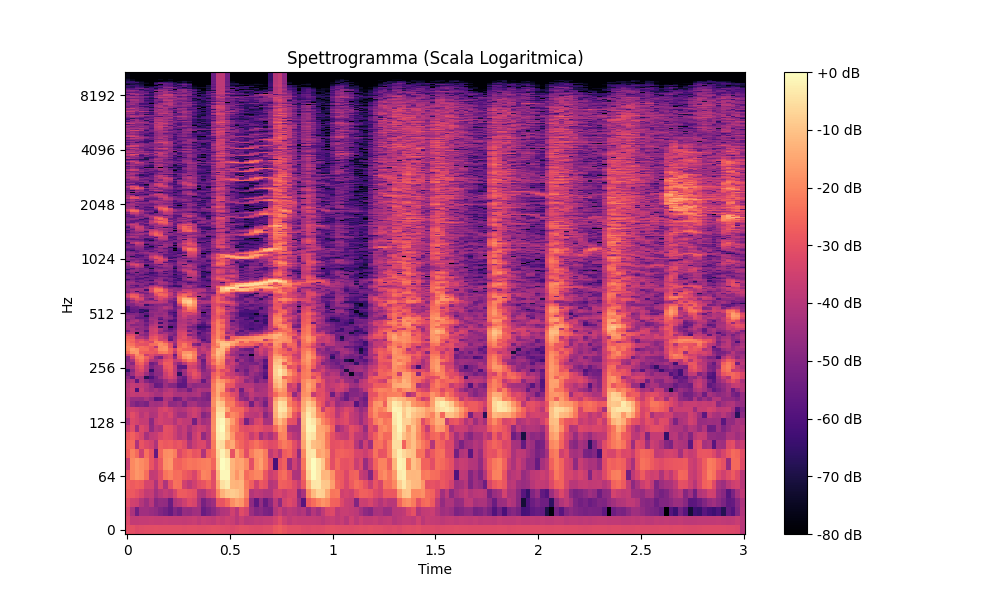 Spettrogramma (Scala Logaritmica)
Hz
8192
4096
2048
1024
512
256
128
64
0
0 0.5 1 1.5 2 2.5 3
Time
+0 dB
-10 dB
-20 dB
-30 dB
-40 dB
-50 dB
-60 dB
-70 dB
-80 dB